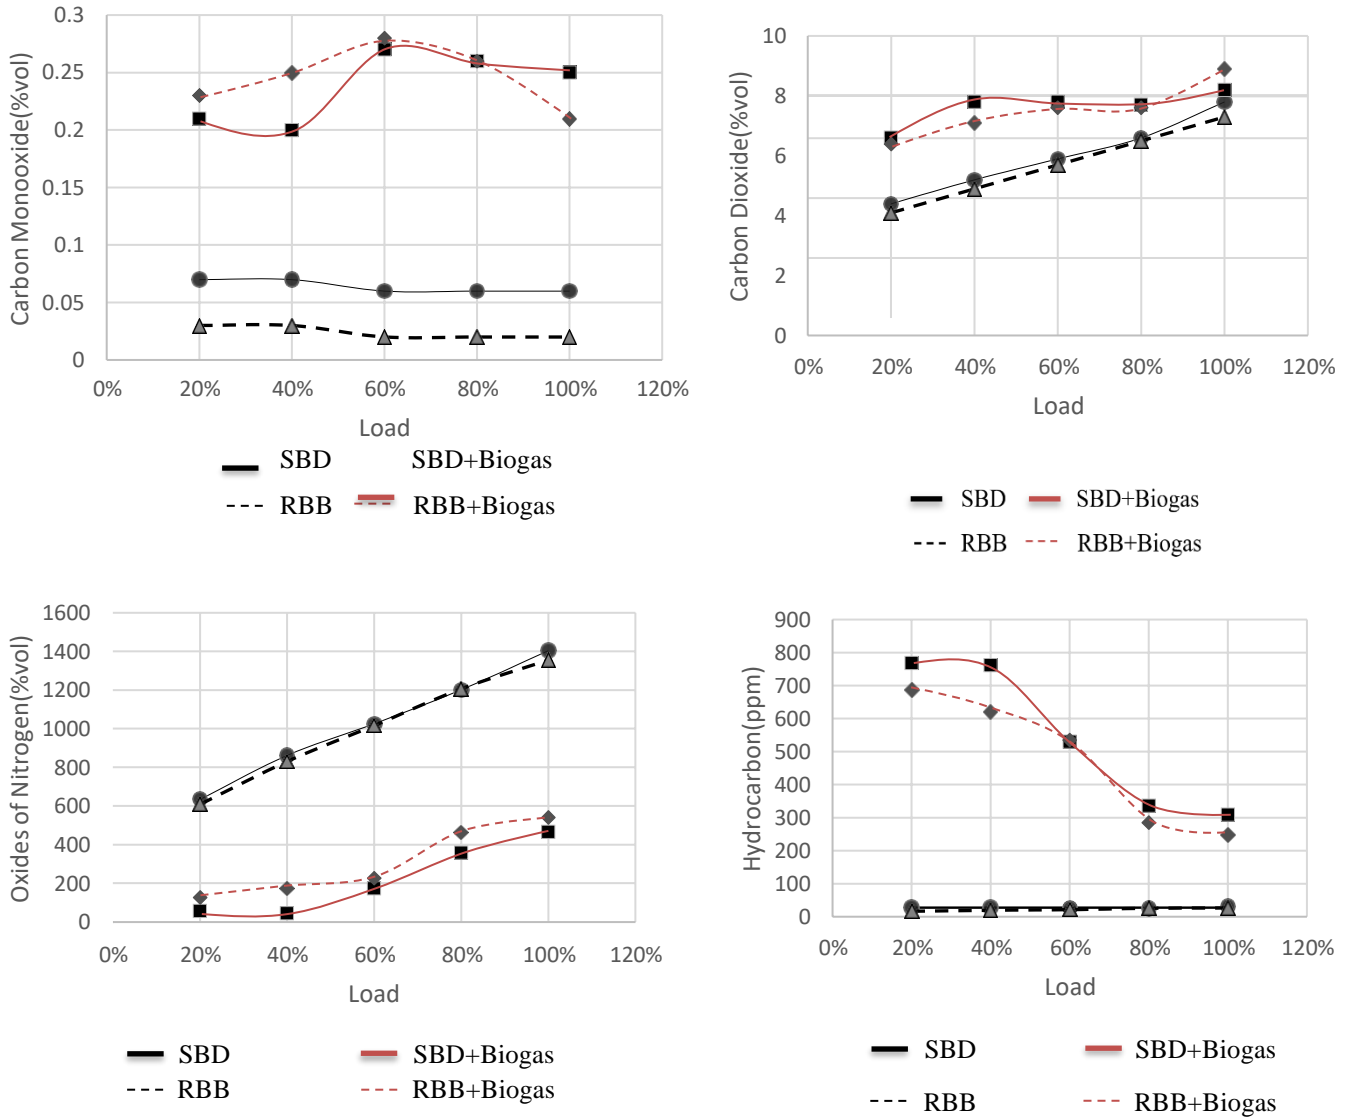 Carbon Monooxide(%vol)
0.3
0.25
0.2
0.15
0.1
0.05
0
0% 20% 40% 60% 80% 100% 120%
Load
SBD SBD+Biogas
RBB RBB+Biogas
Carbon Dioxide(%vol)
10
8
6
4
2
0
0% 20% 40% 60% 80% 100% 120%
Load
SBD SBD+Biogas
RBB RBB+Biogas
Oxides of Nitrogen(%vol)
1600
1400
1200
1000
800
600
400
200
0
0% 20% 40% 60% 80% 100% 120%
Load
SBD SBD+Biogas
RBB RBB+Biogas
Hydrocarbon(ppm)
900
800
700
600
500
400
300
200
100
0
0% 20% 40% 60% 80% 100% 120%
Load
SBD SBD+Biogas
RBB RBB+Biogas